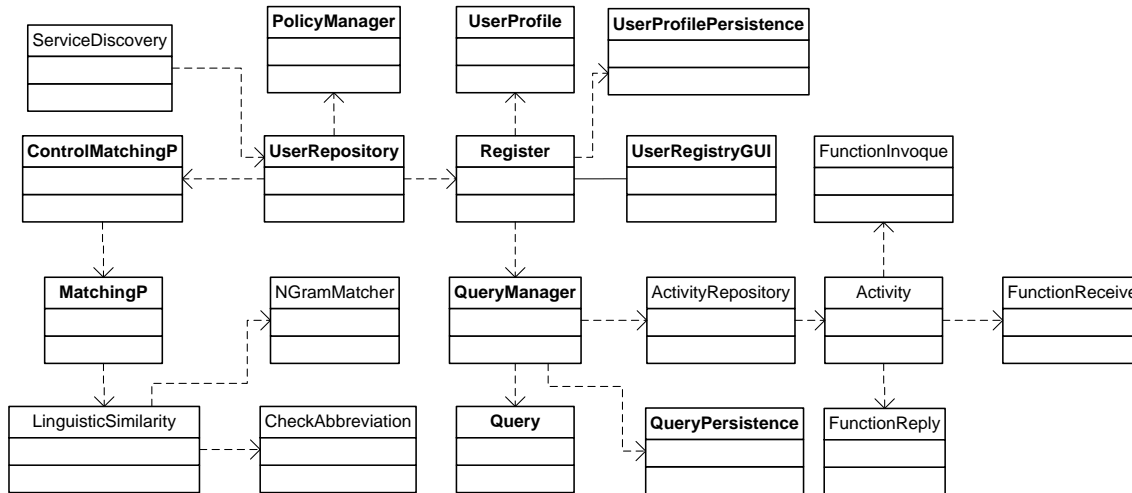 PolicyManager
UserProfile
UserProfilePersistence
ServiceDiscovery
ControlMatchingP
UserRepository
Register
UserRegistryGUI
FunctionInvoque
MatchingP
NGramMatcher
QueryManager
ActivityRepository
Activity
FunctionReceive
LinguisticSimilarity
CheckAbbreviation
Query
QueryPersistence
FunctionReply